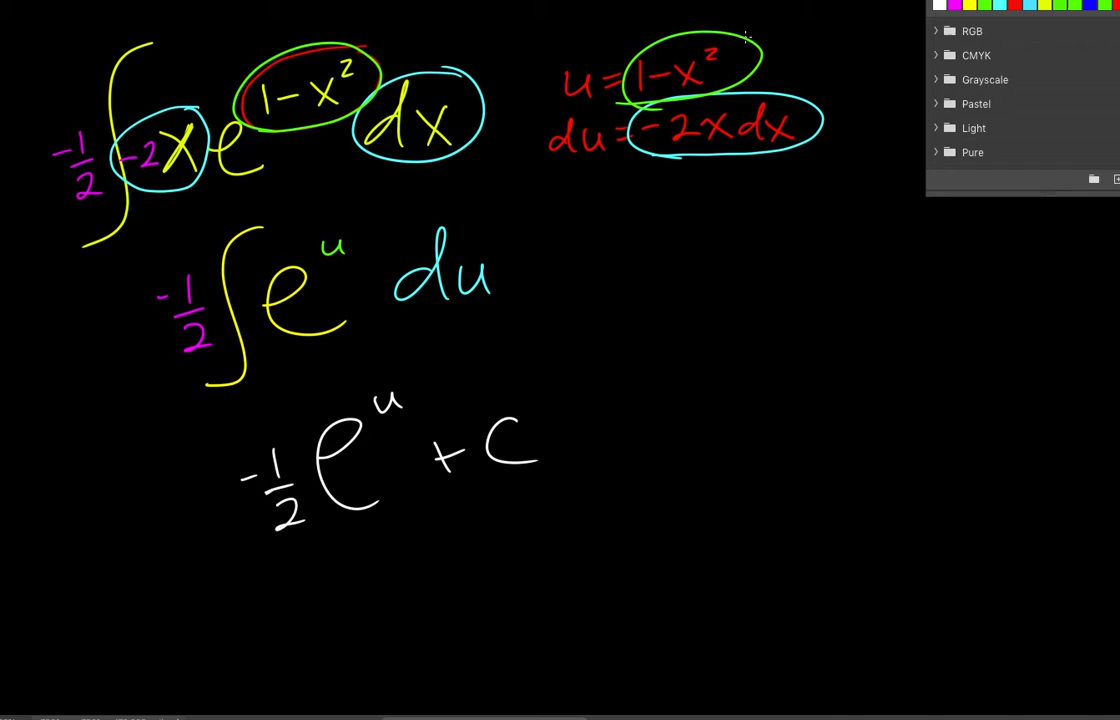 -1/2 ∫ -2x e^(1-x²) dx
u = 1-x²
du = -2x dx
-1/2 ∫ e^u du
-1/2 e^u + C
RGB
CMYK
Grayscale
Pastel
Light
Pure